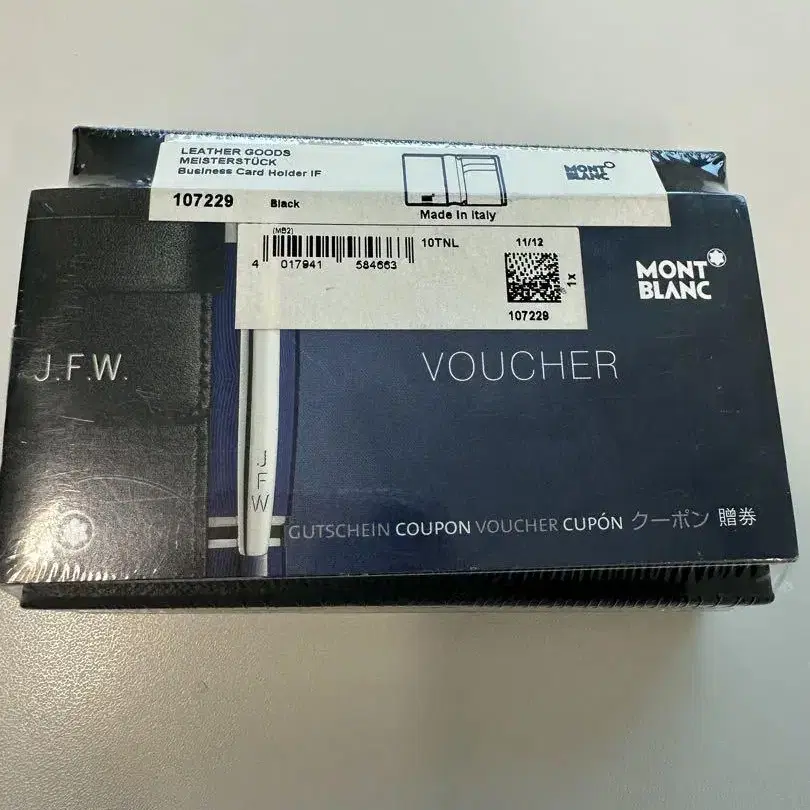 LEATHER GOODS
MEISTERSTÜCK
Business Card Holder IF
107229 Black
Made in Italy
MONT
BLANC
(MB2)
4 017941 584663
10TNL
11/12
1x
107229
MONT
BLANC
J.F.W.
VOUCHER
J
F
W
GUTSCHEIN COUPON VOUCHER CUPÓN クーポン 贈券